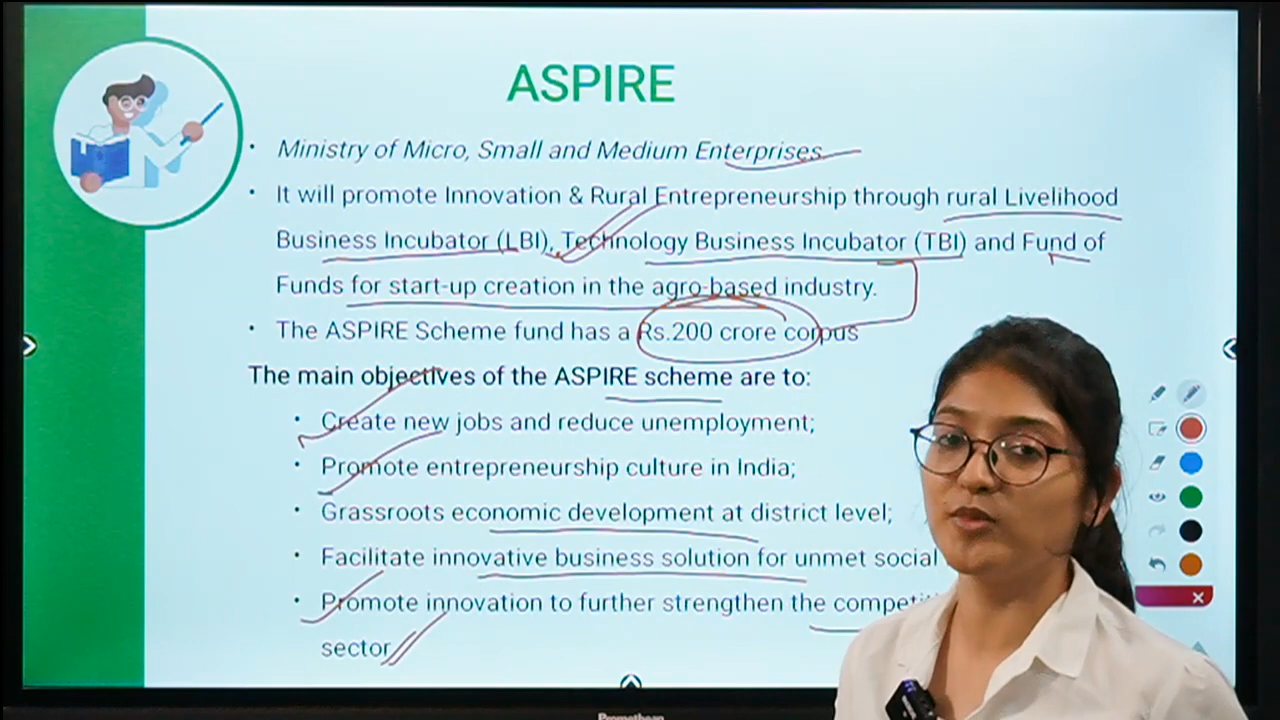 ASPIRE
• Ministry of Micro, Small and Medium Enterprises
• It will promote Innovation & Rural Entrepreneurship through rural Livelihood
Business Incubator (LBI), Technology Business Incubator (TBI) and Fund of
Funds for start-up creation in the agro-based industry.
• The ASPIRE Scheme fund has a Rs.200 crore corpus
The main objectives of the ASPIRE scheme are to:
• Create new jobs and reduce unemployment;
• Promote entrepreneurship culture in India;
• Grassroots economic development at district level;
• Facilitate innovative business solution for unmet social
• Promote innovation to further strengthen the
sector
Promethean